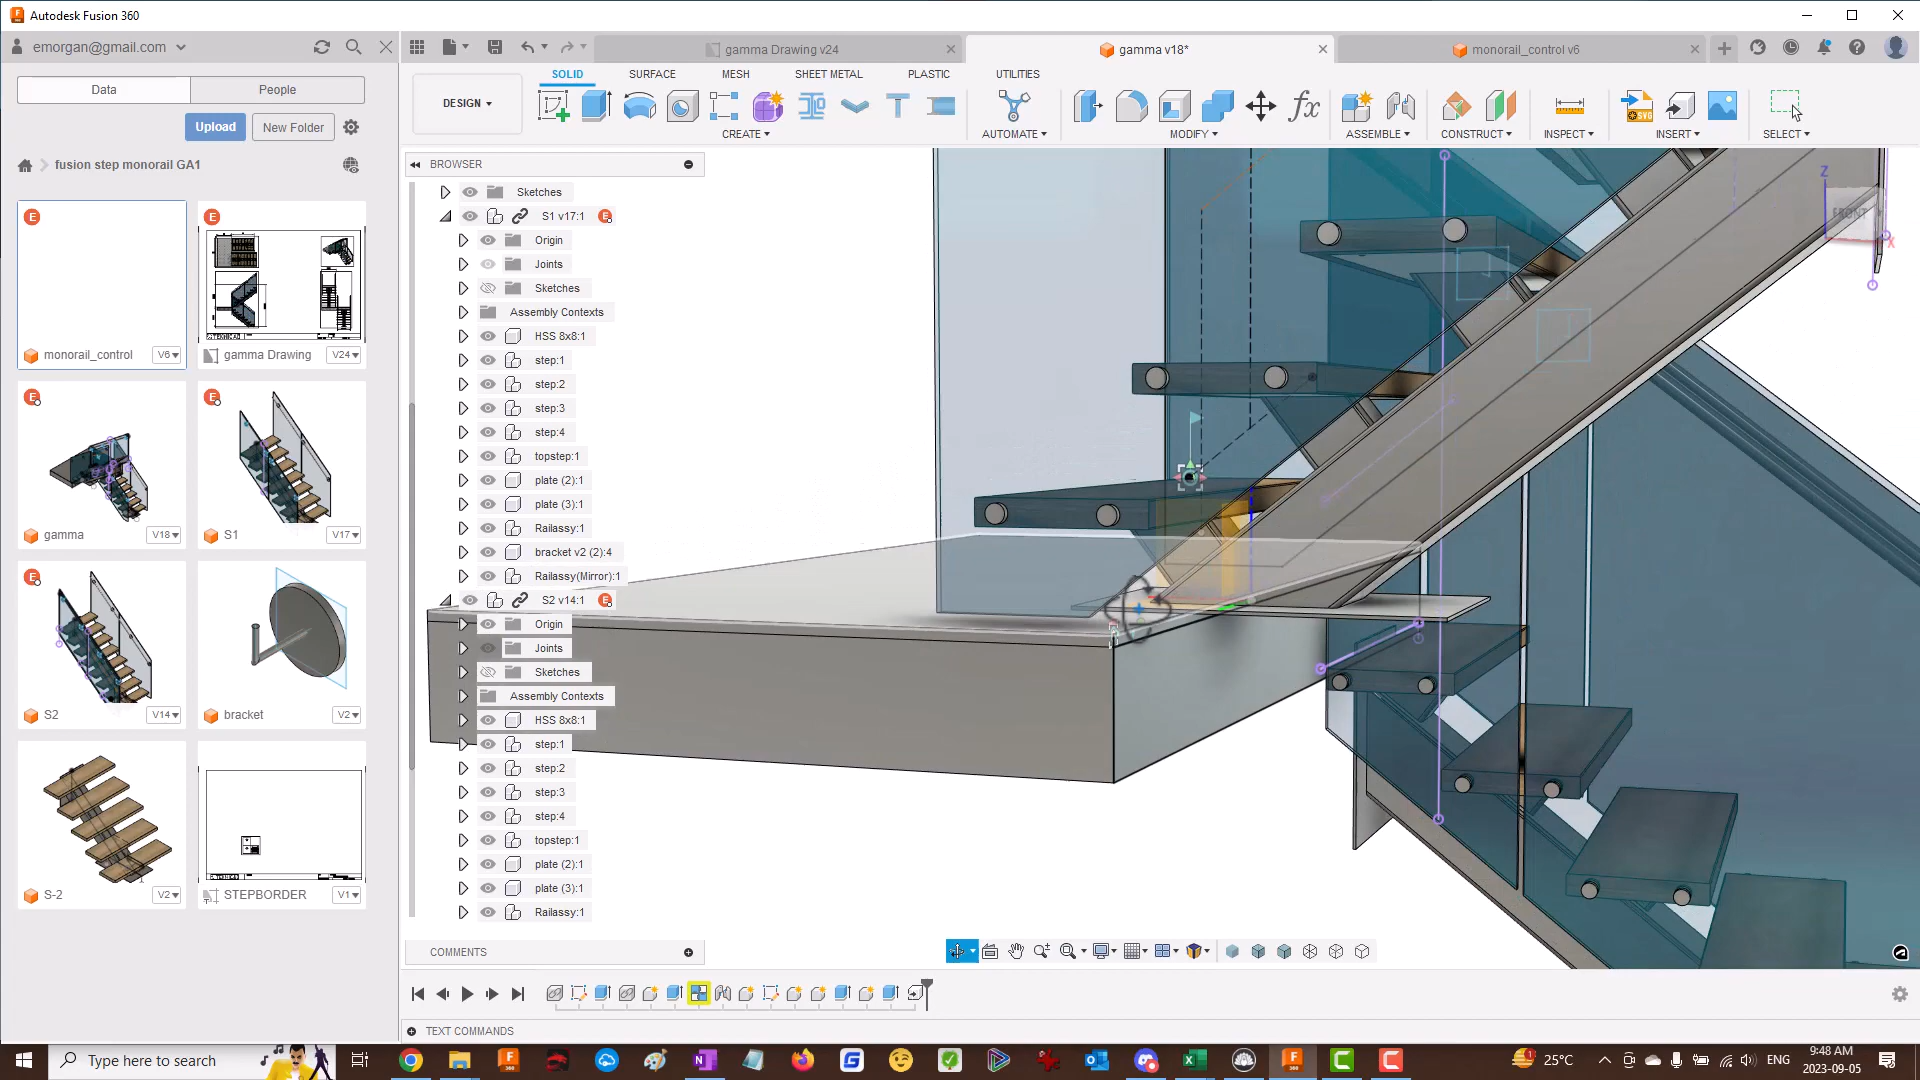 Autodesk Fusion 360
emorgan@gmail.com
gamma Drawing v24
gamma v18*
monorail_control v6
Data
People
Upload
New Folder
fusion step monorail GA1
monorail_control
V6
gamma Drawing
V24
gamma
V18
S1
V17
S2
V14
bracket
V2
S-2
V2
STEPBORDER
V1
DESIGN
SOLID
SURFACE
MESH
SHEET METAL
PLASTIC
UTILITIES
CREATE
AUTOMATE
MODIFY
ASSEMBLE
CONSTRUCT
INSPECT
INSERT
SELECT
BROWSER
Sketches
S1 v17:1
Origin
Joints
Sketches
Assembly Contexts
HSS 8x8:1
step:1
step:2
step:3
step:4
topstep:1
plate (2):1
plate (3):1
Railassy:1
bracket v2 (2):4
Railassy(Mirror):1
S2 v14:1
Origin
Joints
Sketches
Assembly Contexts
HSS 8x8:1
step:1
step:2
step:3
step:4
topstep:1
plate (2):1
plate (3):1
Railassy:1
Z
FRONT
X
COMMENTS
TEXT COMMANDS
Type here to search
25°C
ENG
9:48 AM
2023-09-05